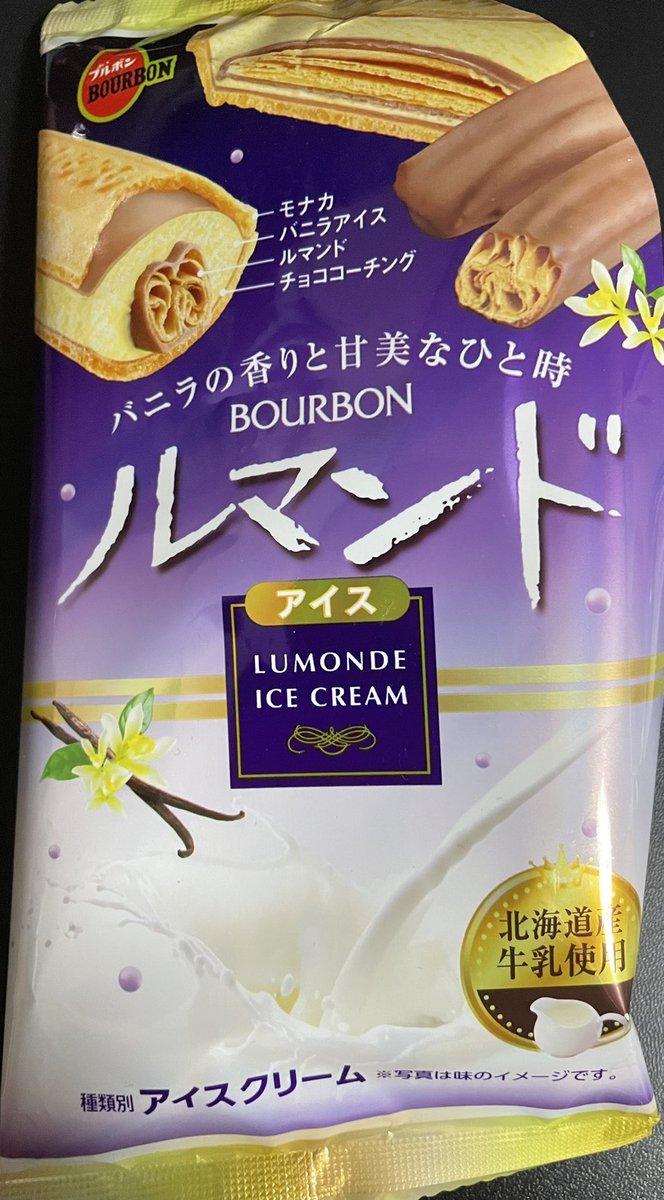 ブルボン
BOURBON
モナカ
バニラアイス
ルマンド
チョココーチング
バニラの香りと甘美なひと時
BOURBON
ルマンド
アイス
LUMONDE
ICE CREAM
北海道産
牛乳使用
種類別 アイスクリーム ※写真は味のイメージです。